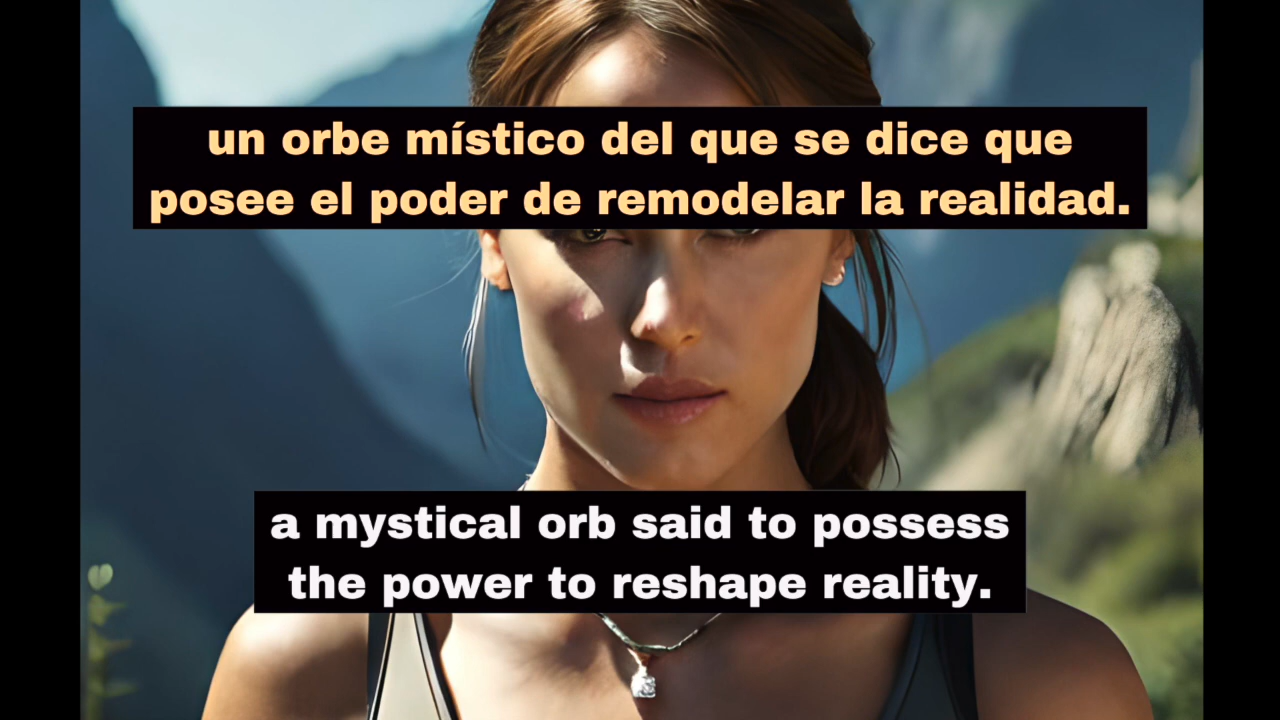 un orbe místico del que se dice que
posee el poder de remodelar la realidad.
a mystical orb said to possess
the power to reshape reality.